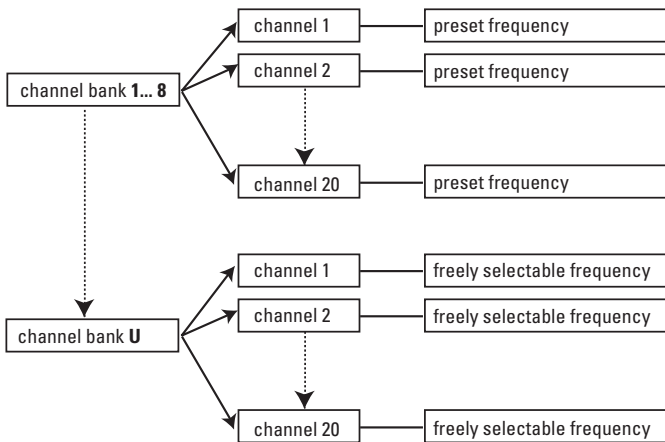 channel 1 preset frequency
channel 2 preset frequency
channel bank 1... 8
channel 20 preset frequency
channel 1 freely selectable frequency
channel 2 freely selectable frequency
channel bank U
channel 20 freely selectable frequency